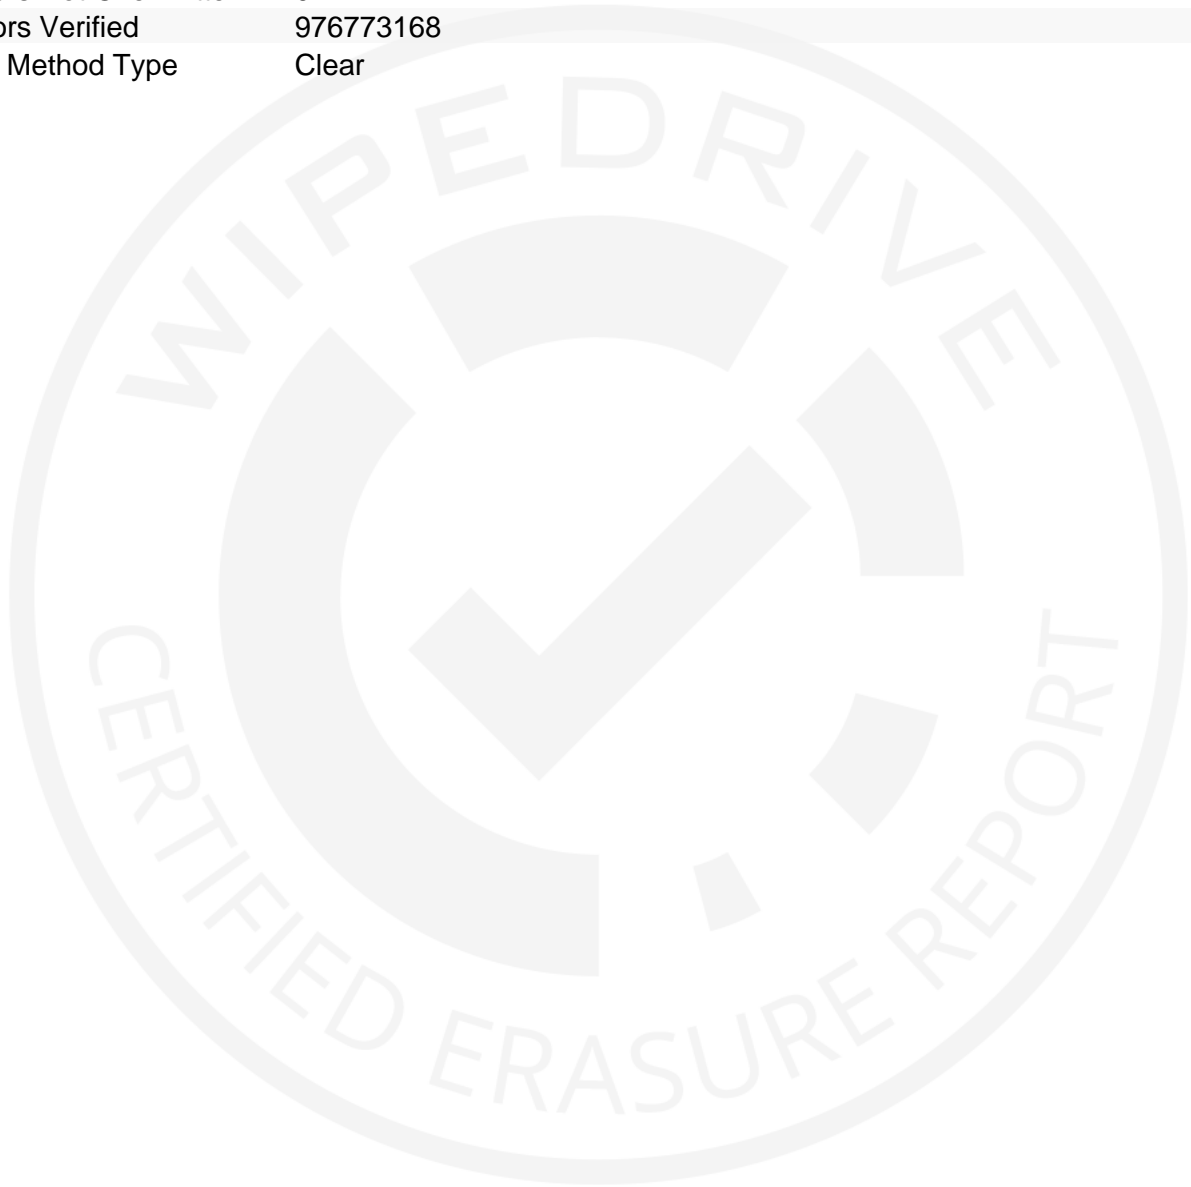 ors Verified 976773168
Method Type Clear
WIPEDRIVE
CERTIFIED ERASURE REPORT